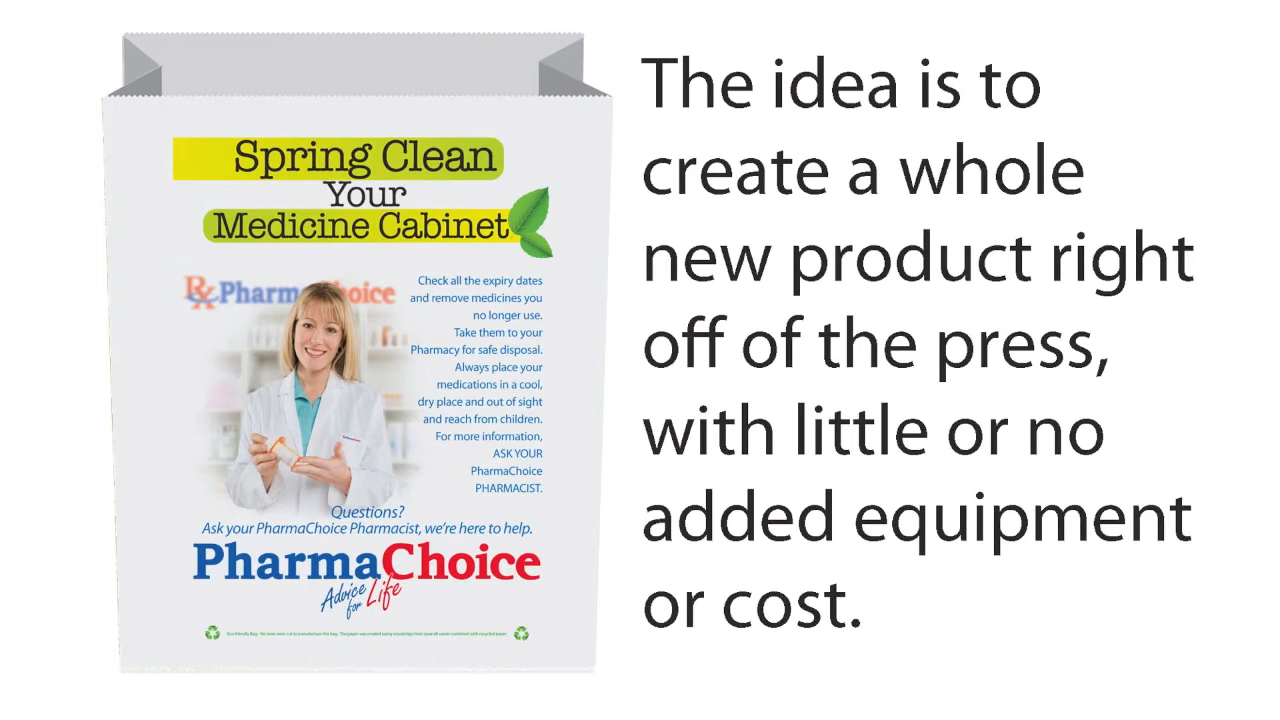 Spring Clean
Your
Medicine Cabinet
Rx PharmaChoice
Check all the expiry dates
and remove medicines you
no longer use.
Take them to your
Pharmacy for safe disposal.
Always place your
medications in a cool,
dry place and out of sight
and reach from children.
For more information,
ASK YOUR
PharmaChoice
PHARMACIST.
Questions?
Ask your PharmaChoice Pharmacist, we're here to help.
PharmaChoice
Advice
for Life
The idea is to
create a whole
new product right
off of the press,
with little or no
added equipment
or cost.